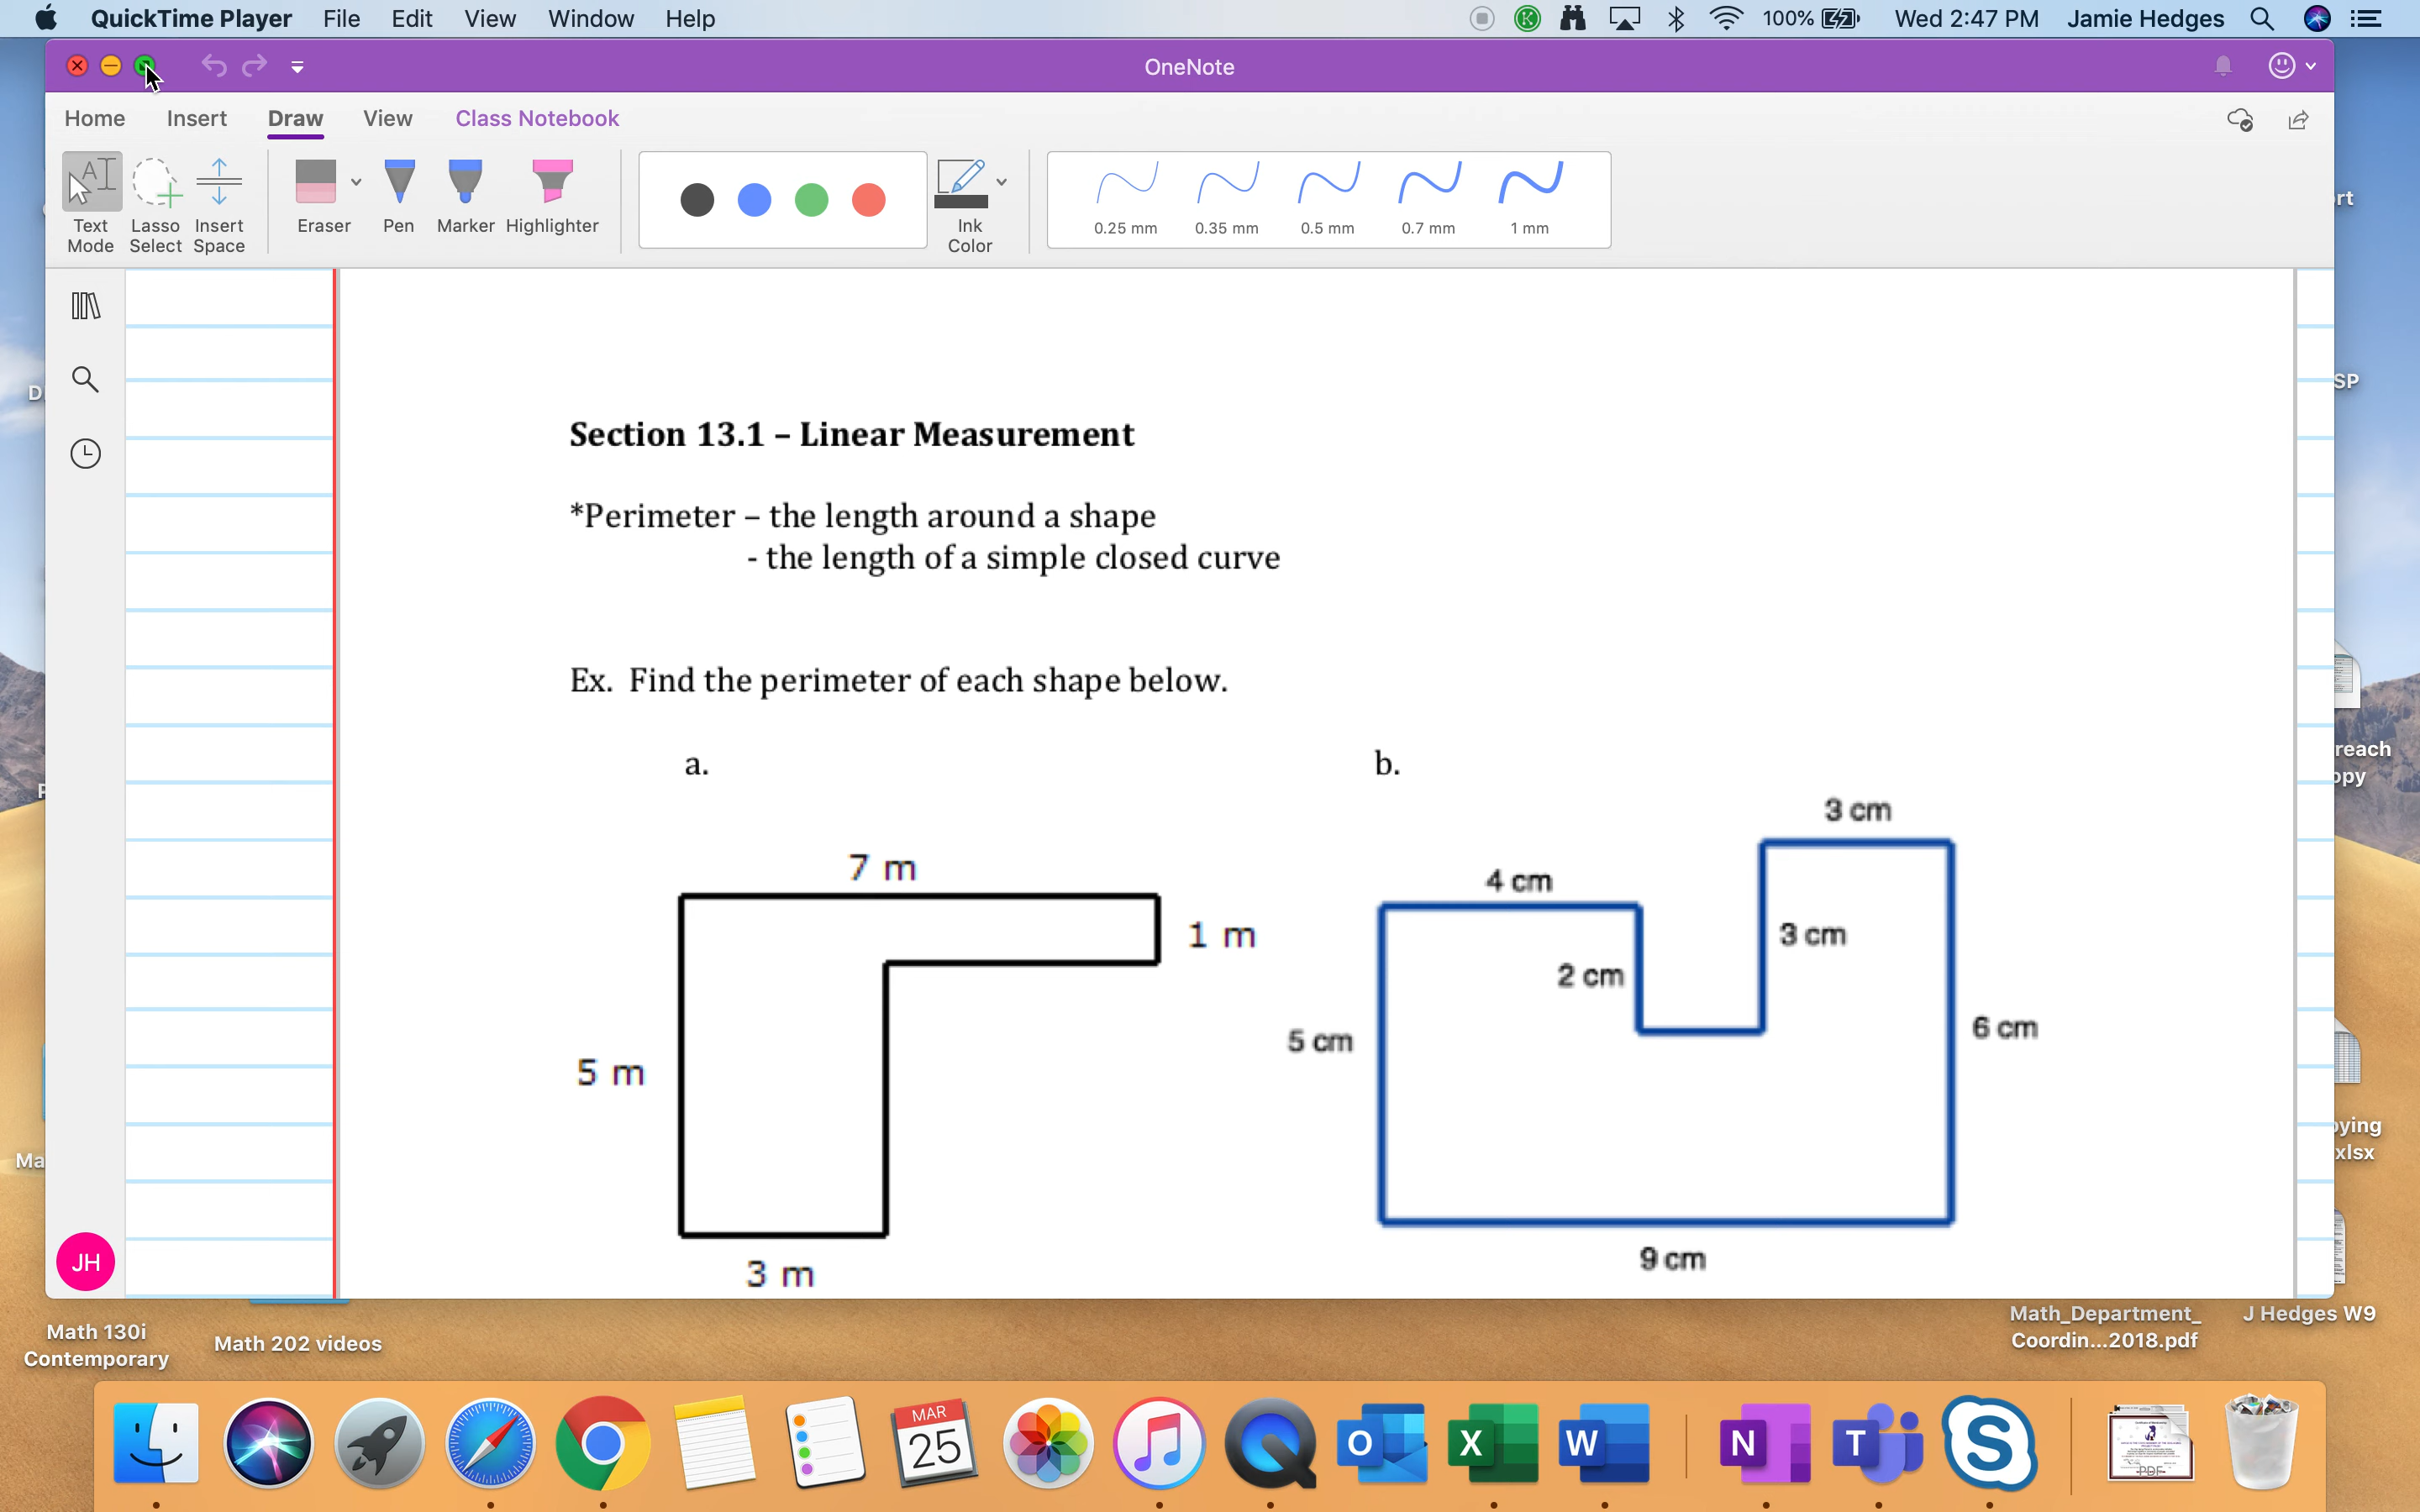 QuickTime Player File Edit View Window Help 100% Wed 2:47 PM Jamie Hedges
OneNote
Home Insert Draw View Class Notebook
Text Mode
Lasso Select
Insert Space
Eraser
Pen
Marker
Highlighter
Ink Color
0.25 mm 0.35 mm 0.5 mm 0.7 mm 1 mm
Section 13.1 – Linear Measurement
*Perimeter – the length around a shape
- the length of a simple closed curve
Ex. Find the perimeter of each shape below.
a. b.
7 m
1 m
5 m
3 m
3 cm
4 cm
3 cm
2 cm
5 cm
6 cm
9 cm
JH
Math 130i
Contemporary
Math 202 videos
Math_Department_
Coordin...2018.pdf
J Hedges W9
MAR
25
O
X
W
N
T
S
PDF